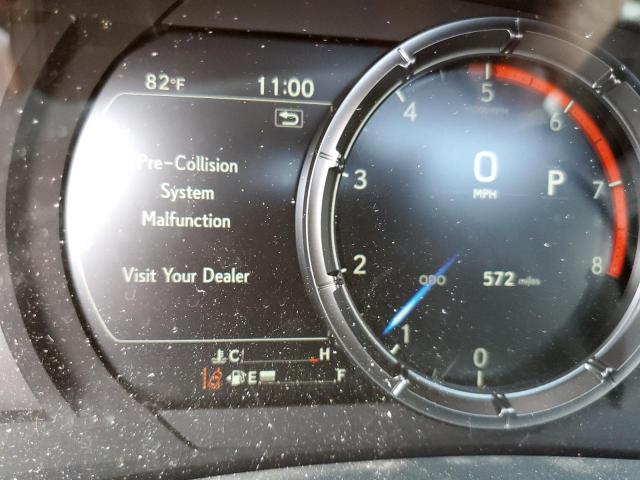 82°F 11:00
Pre-Collision
System
Malfunction
Visit Your Dealer
C H
E F
0
MPH
P
ODO 572 miles
0
1
2
3
4
5
6
7
8